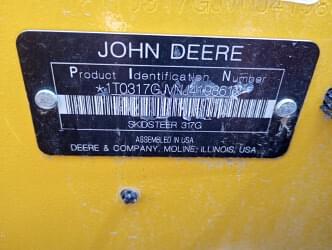 JOHN DEERE
Product Identification Number
SKIDSTEER 317G
ASSEMBLED IN USA
DEERE & COMPANY, MOLINE, ILLINOIS, USA